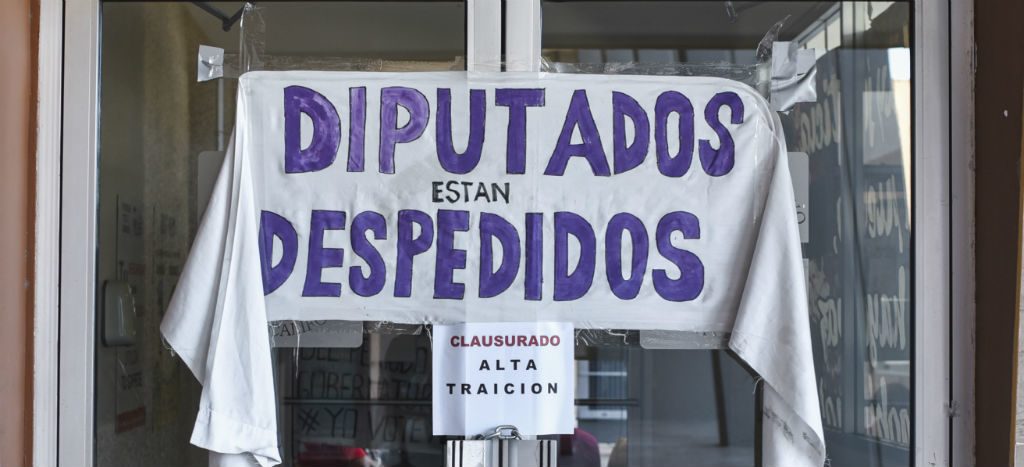 DIPUTADOS
ESTAN
DESPEDIDOS
CLAUSURADO
ALTA
TRAICION